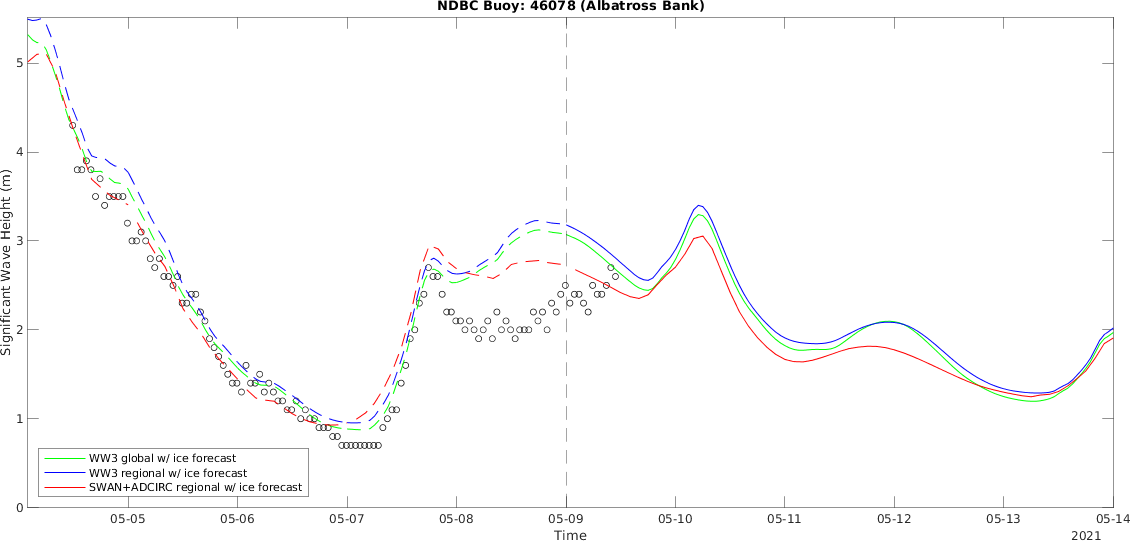 NDBC Buoy: 46078 (Albatross Bank)
Significant Wave Height (m)
5
4
3
2
1
0
WW3 global w/ ice forecast
WW3 regional w/ ice forecast
SWAN+ADCIRC regional w/ ice forecast
05-05 05-06 05-07 05-08 05-09 05-10 05-11 05-12 05-13 05-14
Time
2021